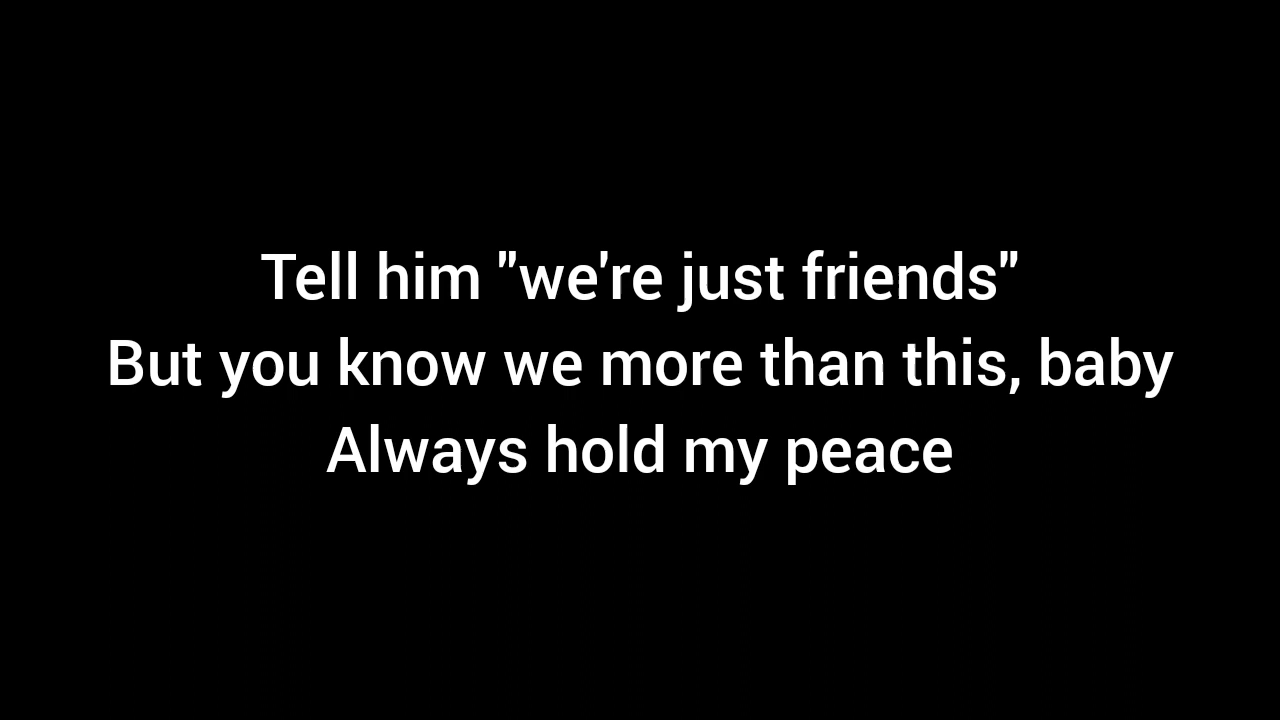 Tell him "we're just friends"
But you know we more than this, baby
Always hold my peace